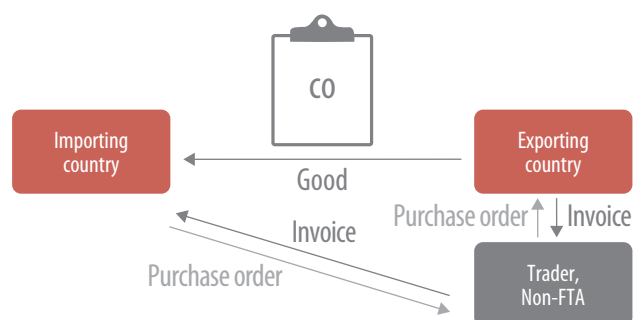 CO
Importing
country
Exporting
country
Good
Purchase order
Invoice
Invoice
Purchase order
Trader,
Non-FTA